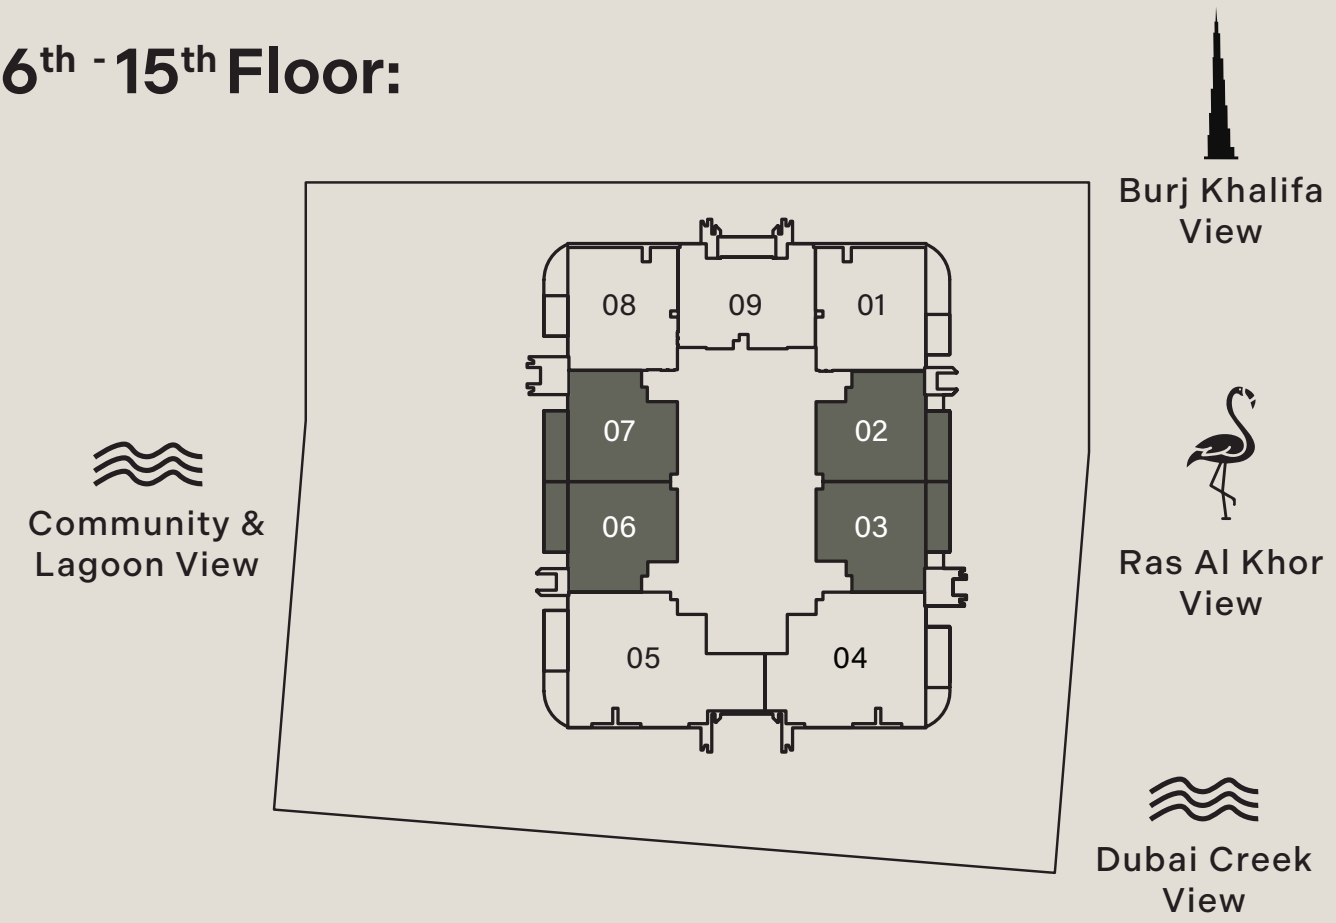 6th - 15th Floor:
Burj Khalifa
View
08
09
01
07
02
Community &
Lagoon View
06
03
Ras Al Khor
View
05
04
Dubai Creek
View